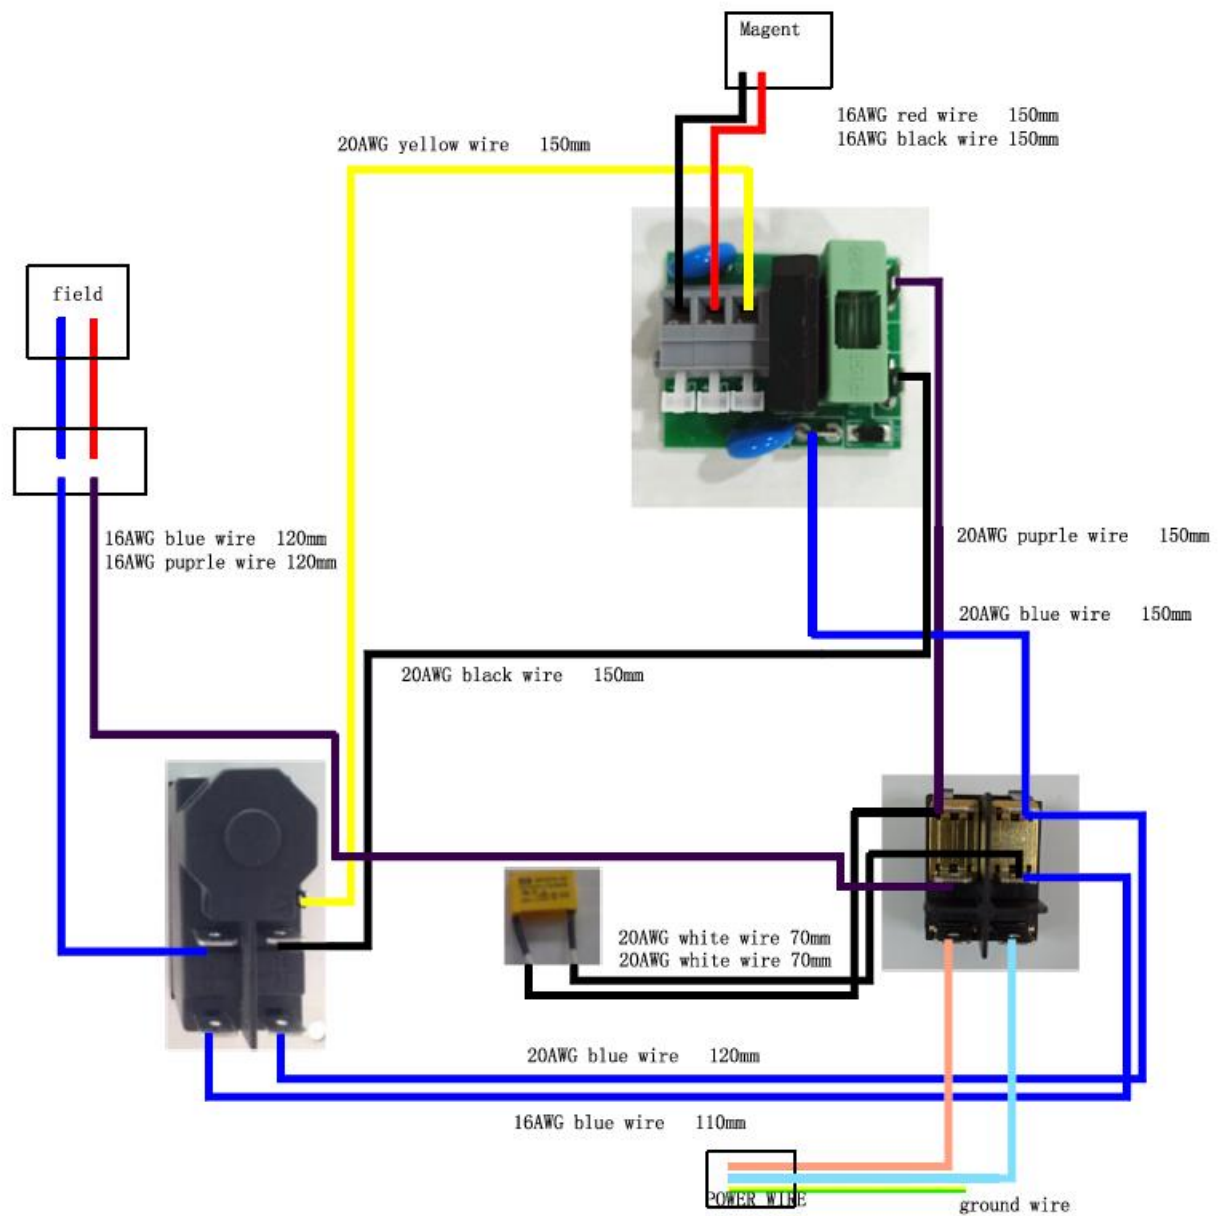 Magent
16AWG red wire 150mm
16AWG black wire 150mm
20AWG yellow wire 150mm
field
16AWG blue wire 120mm
16AWG puprle wire 120mm
20AWG puprle wire 150mm
20AWG blue wire 150mm
20AWG black wire 150mm
20AWG white wire 70mm
20AWG white wire 70mm
20AWG blue wire 120mm
16AWG blue wire 110mm
POWER WIRE
ground wire